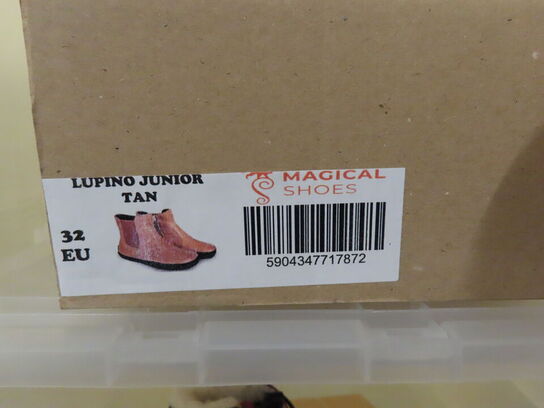 LUPINO JUNIOR
TAN
32
EU
MAGICAL
SHOES
5904347717872